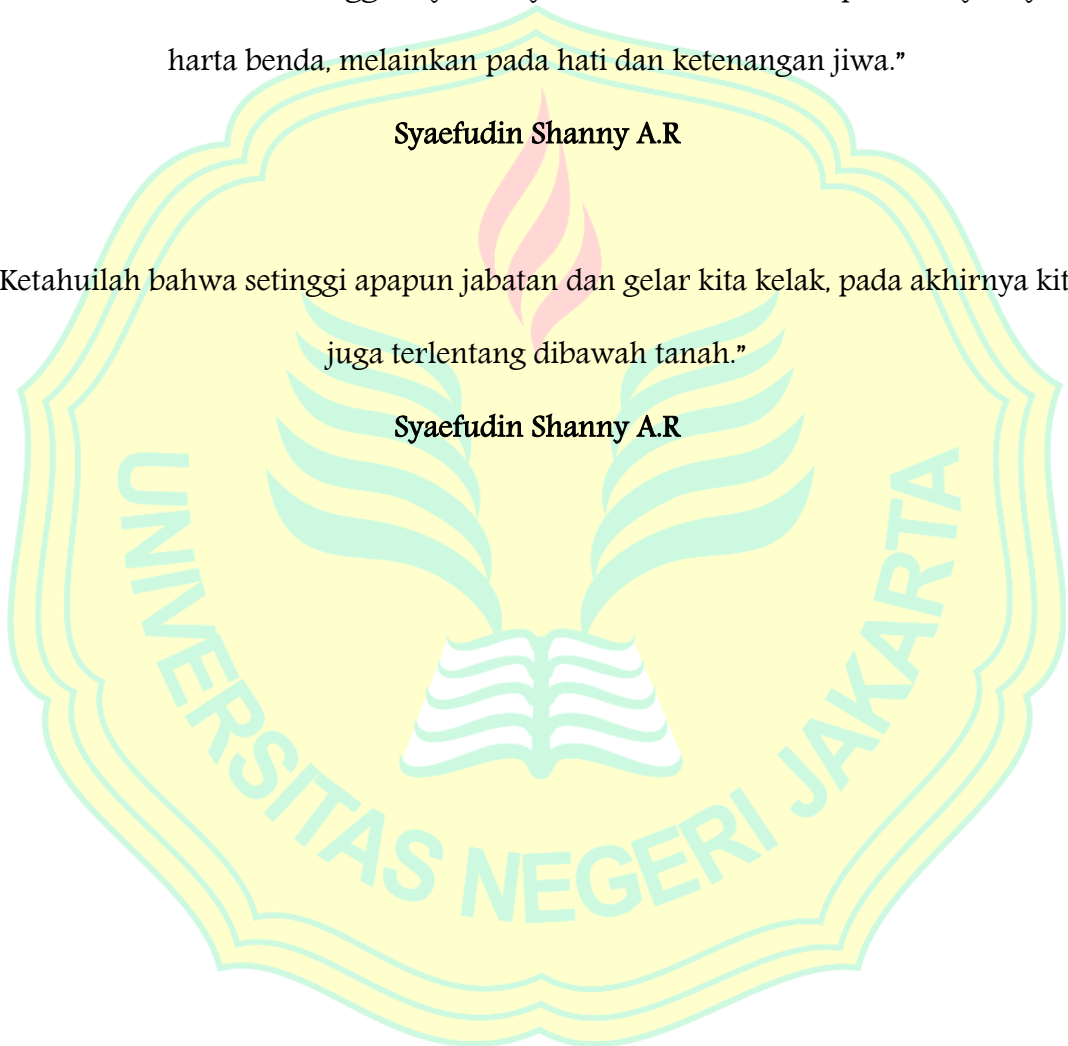 harta benda, melainkan pada hati dan ketenangan jiwa.”
Syaefudin Shanny A.R
Ketahuilah bahwa setinggi apapun jabatan dan gelar kita kelak, pada akhirnya
juga terlentang dibawah tanah.”
Syaefudin Shanny A.R
UNIVERSITAS NEGERI JAKARTA